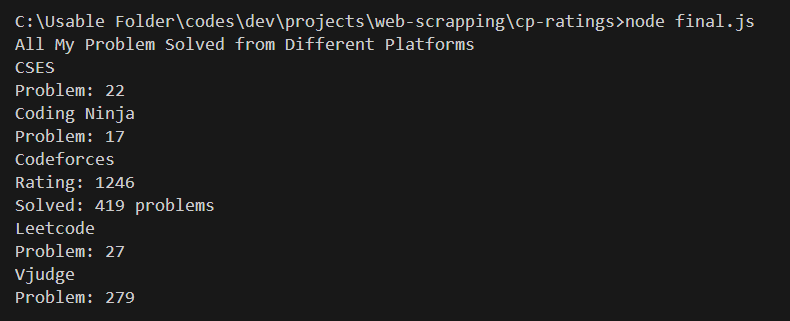 C:\Usable Folder\codes\dev\projects\web-scrapping\cp-ratings>node final.js
All My Problem Solved from Different Platforms
CSES
Problem: 22
Coding Ninja
Problem: 17
Codeforces
Rating: 1246
Solved: 419 problems
Leetcode
Problem: 27
Vjudge
Problem: 279